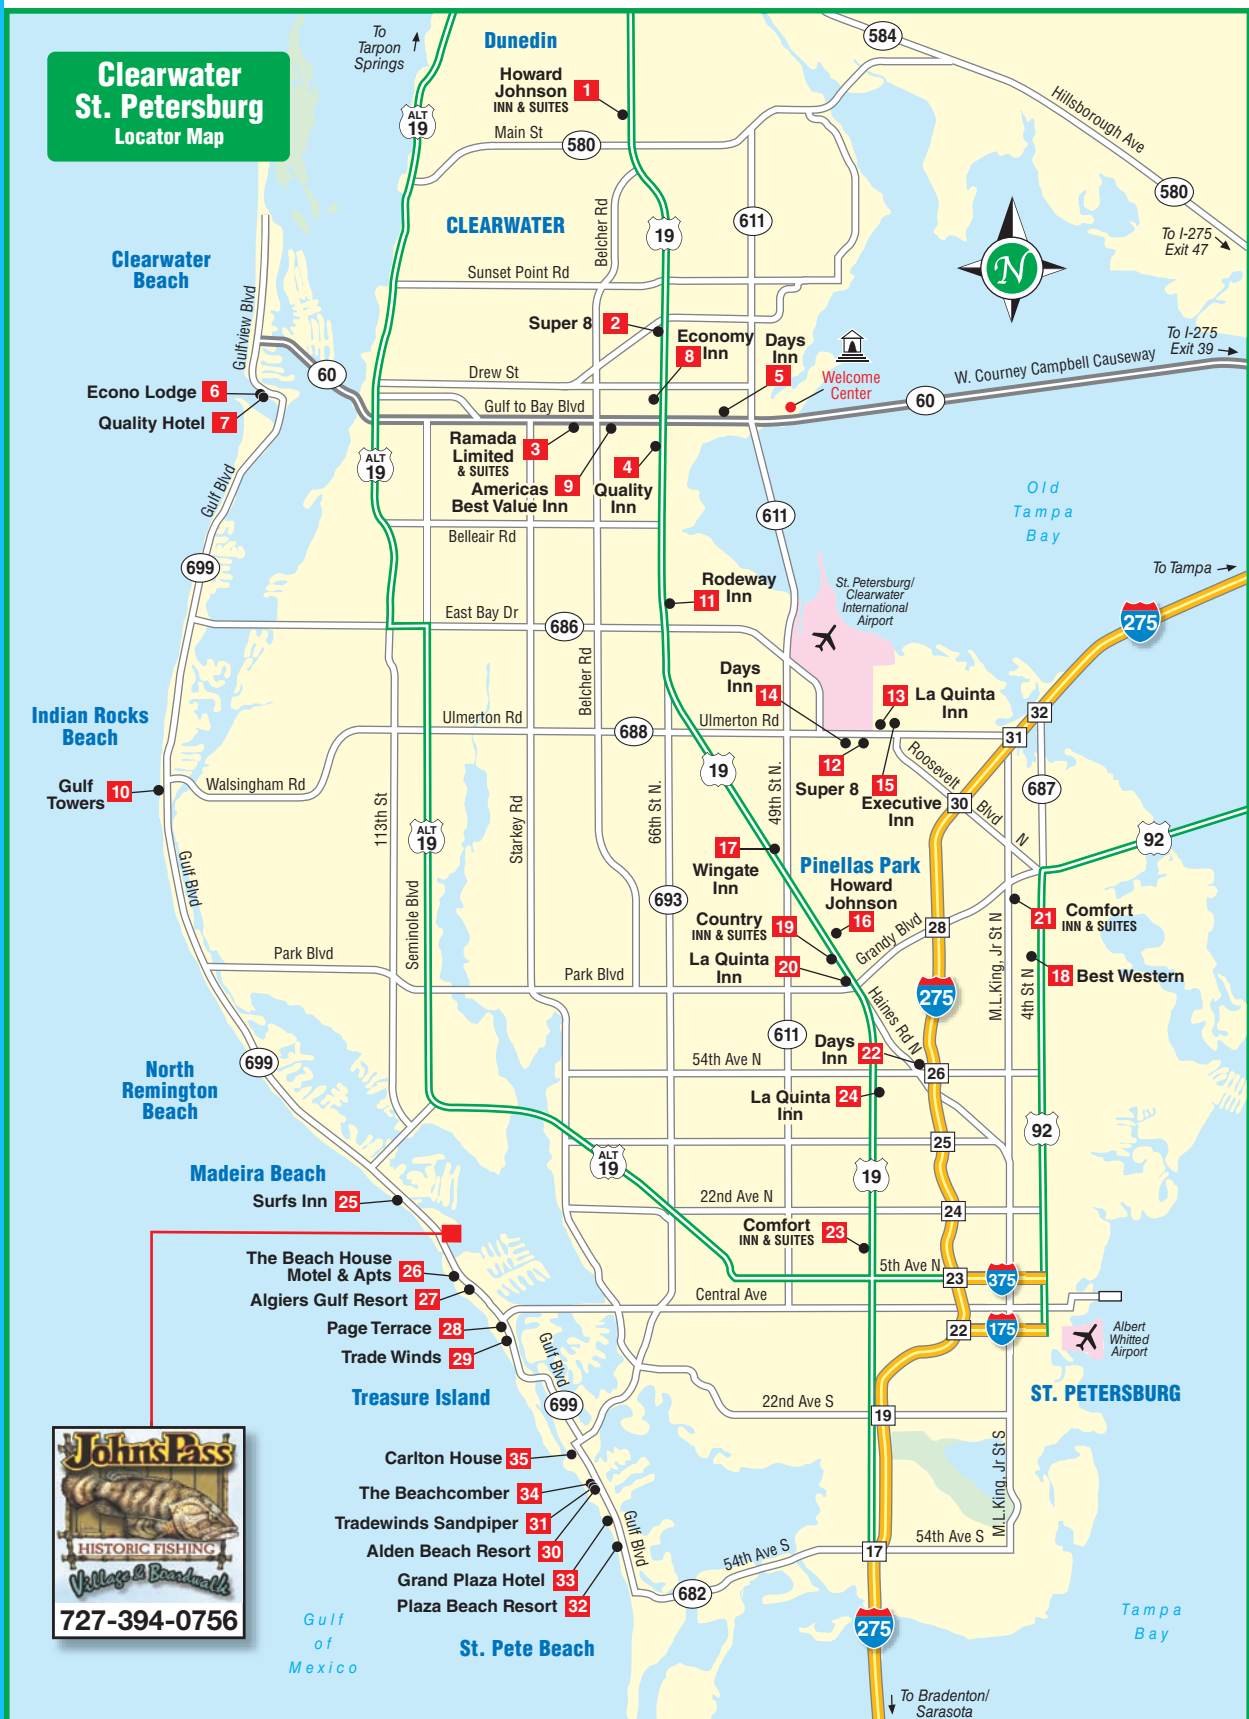 Clearwater
St. Petersburg
Locator Map
To
Tarpon
Springs
Dunedin
584
Howard
Johnson
INN & SUITES
1
ALT
19
Main St
580
Hillsborough Ave
580
To I-275
Exit 47
CLEARWATER
Belcher Rd
19
611
N
Clearwater
Beach
Sunset Point Rd
Gulfview Blvd
Super 8
2
Economy
Inn
8
Days
Inn
5
Welcome
Center
To I-275
Exit 39
W. Courney Campbell Causeway
60
60
Drew St
Econo Lodge
6
Quality Hotel
7
Gulf to Bay Blvd
Ramada
Limited
& SUITES
3
Americas
Best Value Inn
9
4
Quality
Inn
ALT
19
Gulf Blvd
611
Old
Tampa
Bay
Belleair Rd
699
To Tampa
Rodeway
Inn
11
St. Petersburg/
Clearwater
International
Airport
275
East Bay Dr
686
Belcher Rd
Days
Inn
14
13
La Quinta
Inn
Indian Rocks
Beach
Ulmerton Rd
688
Ulmerton Rd
32
31
Gulf
Towers
10
Walsingham Rd
19
12
Super 8
15
Executive
Inn
Roosevelt
Blvd
N
30
687
49th St N.
66th St N.
Starkey Rd
113th St
ALT
19
92
17
Wingate
Inn
Pinellas Park
Howard
Johnson
16
Gulf Blvd
Seminole Blvd
693
Country
INN & SUITES
19
La Quinta
Inn
20
Grandy Blvd
28
21
Comfort
INN & SUITES
18
Best Western
M.L.King, Jr St N
4th St N
Park Blvd
Park Blvd
275
Haines Rd N
611
Days
Inn
22
699
North
Remington
Beach
54th Ave N
26
La Quinta
Inn
24
25
92
ALT
19
19
Madeira Beach
Surfs Inn
25
22nd Ave N
24
Comfort
INN & SUITES
23
The Beach House
Motel & Apts
26
5th Ave N
23
375
Algiers Gulf Resort
27
Central Ave
Page Terrace
28
22
175
Albert
Whitted
Airport
Trade Winds
29
Gulf Blvd
Treasure Island
699
ST. PETERSBURG
22nd Ave S
19
John's Pass
HISTORIC FISHING
Village & Boardwalk
727-394-0756
Carlton House
35
The Beachcomber
34
Tradewinds Sandpiper
31
Alden Beach Resort
30
Grand Plaza Hotel
33
Plaza Beach Resort
32
Gulf Blvd
M.L.King, Jr St S
54th Ave S
54th Ave S
17
682
275
Gulf
of
Mexico
St. Pete Beach
Tampa
Bay
To Bradenton/
Sarasota